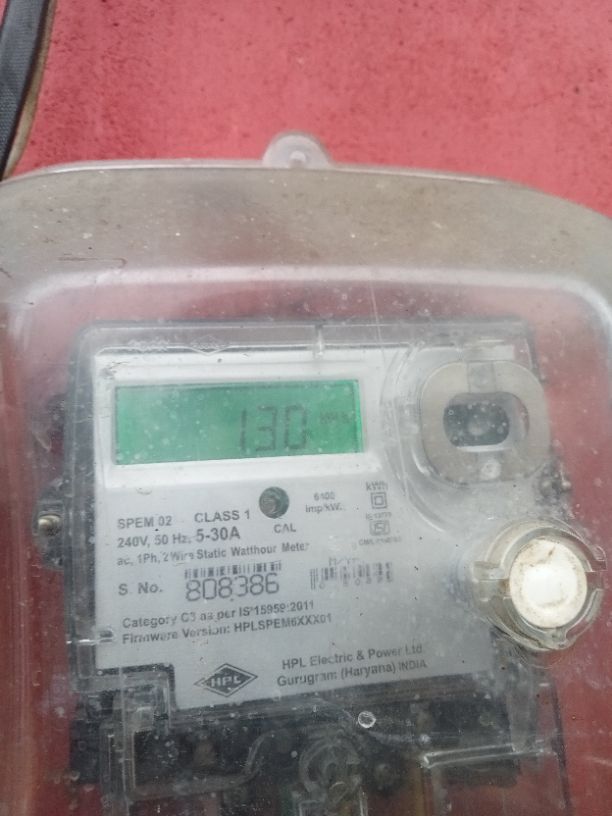 130
SPEM 02 CLASS 1
CAL
6400 imp/kWh
kWh
240V, 50 Hz, 5-30A
ac, 1Ph, 2 Wire Static Watthour Meter
S. No. 808386
Category C3 as per IS 15959:2011
Firmware Version: HPLSPEM6XXX01
HPL
HPL Electric & Power Ltd
Gurugram (Haryana) INDIA